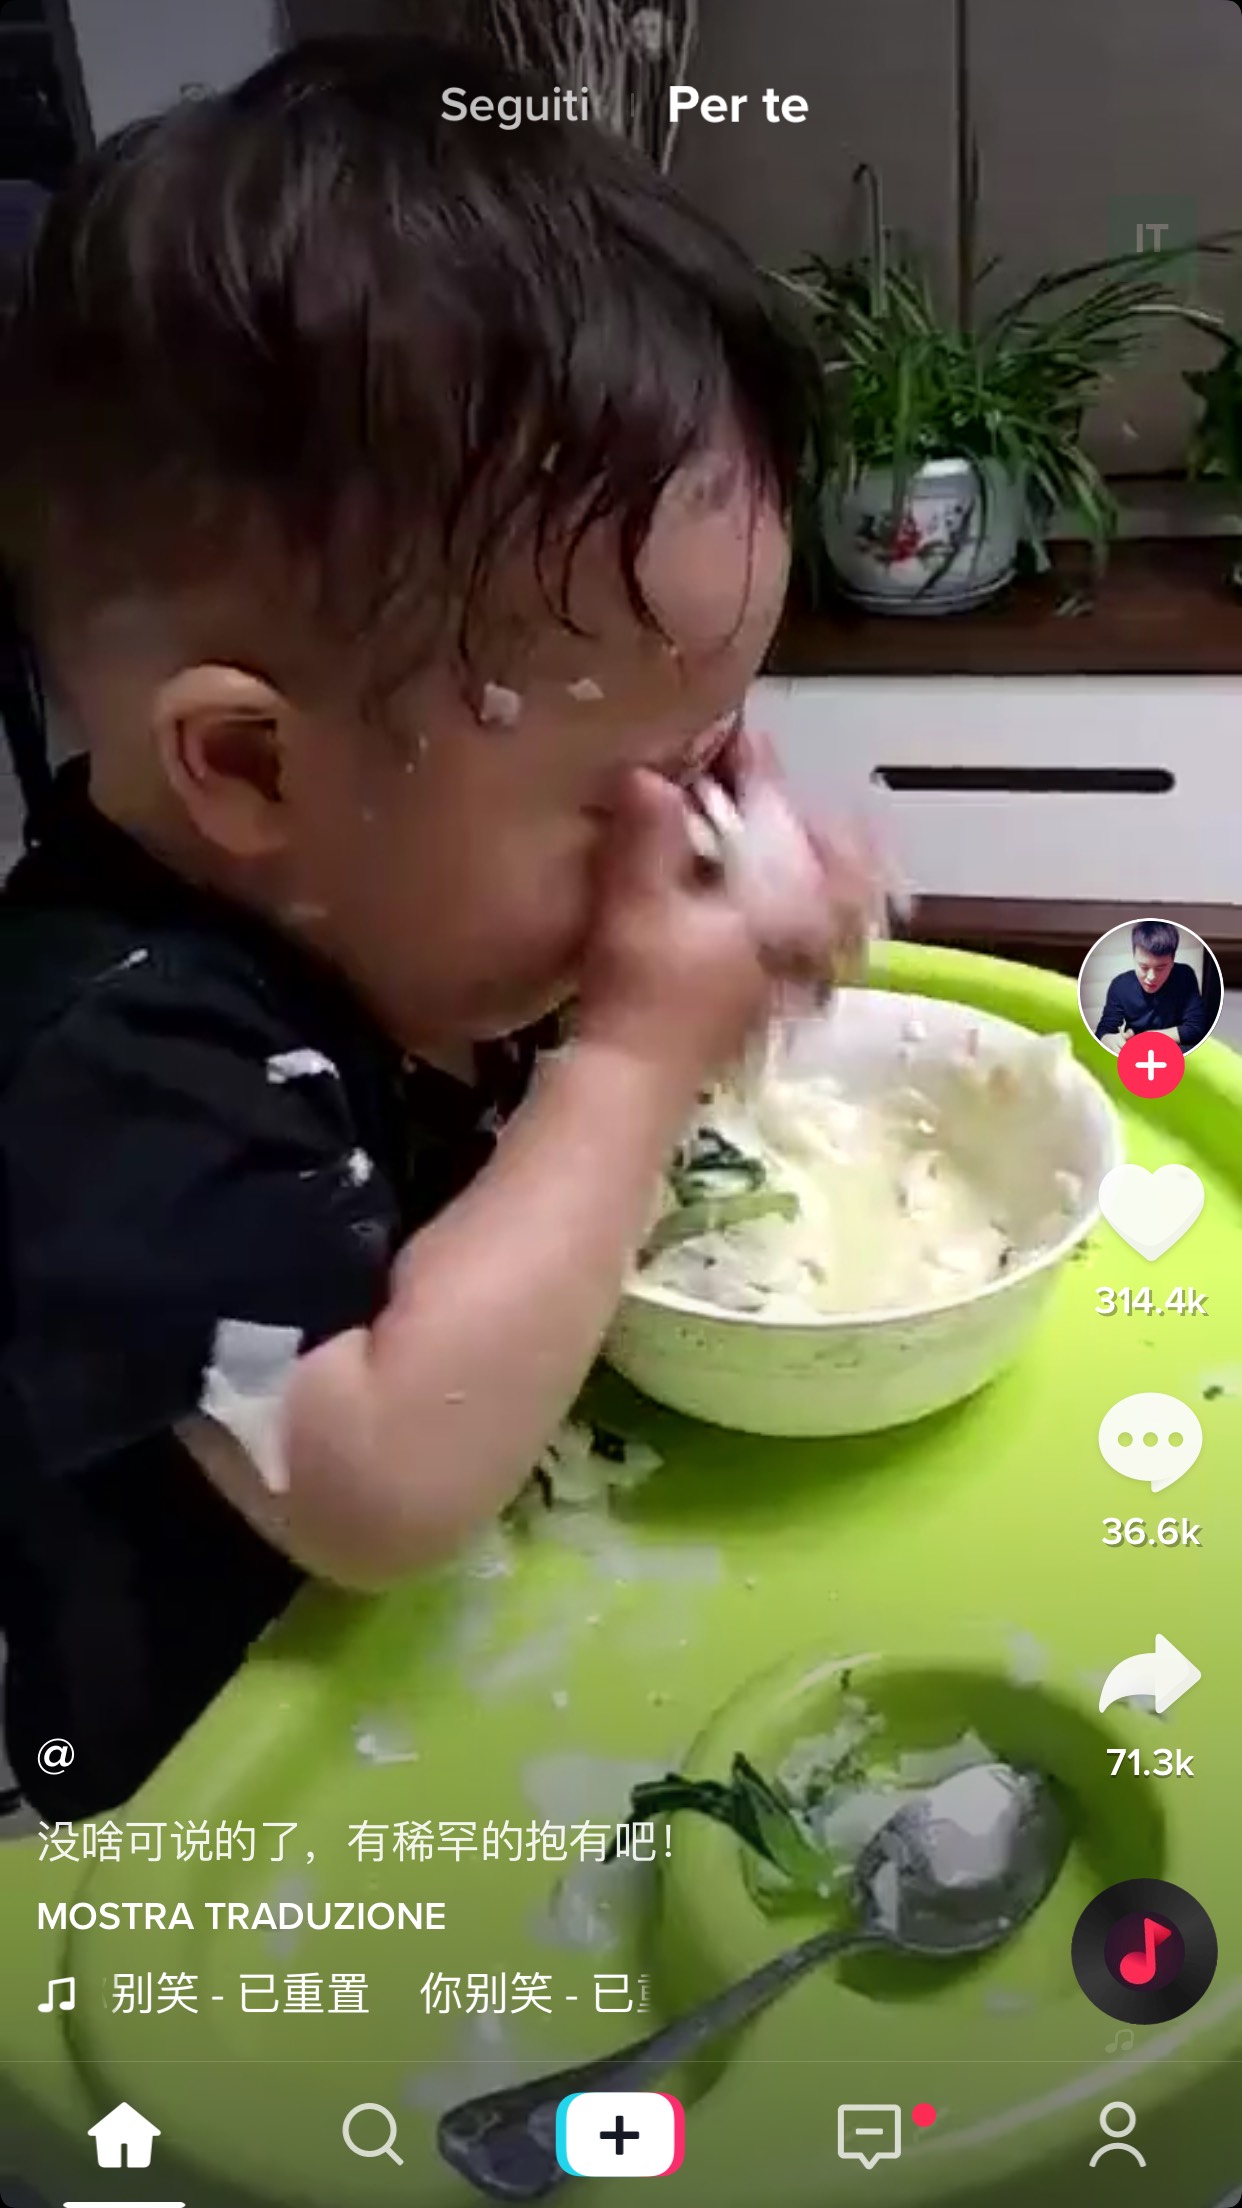 Seguiti Per te
IT
314.4k
36.6k
71.3k
@
没啥可说的了，有稀罕的抱有吧！
MOSTRA TRADUZIONE
别笑 - 已重置 你别笑 - 已重